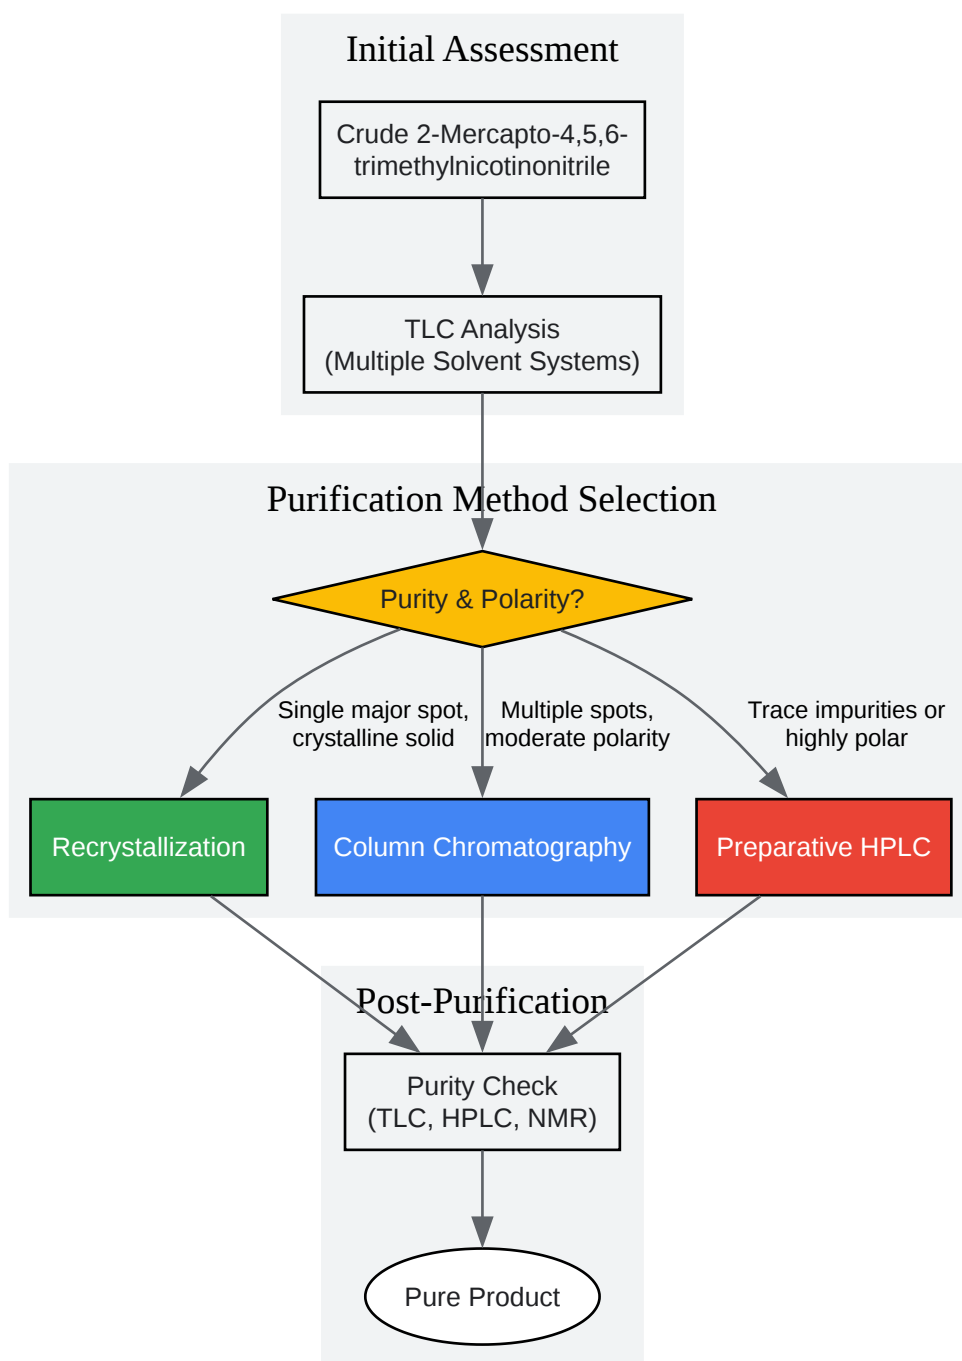 Initial Assessment
Crude 2-Mercapto-4,5,6-
trimethylnicotinonitrile
TLC Analysis
(Multiple Solvent Systems)
Purification Method Selection
Purity & Polarity?
Single major spot,
crystalline solid
Multiple spots,
moderate polarity
Trace impurities or
highly polar
Recrystallization
Column Chromatography
Preparative HPLC
Post-Purification
Purity Check
(TLC, HPLC, NMR)
Pure Product